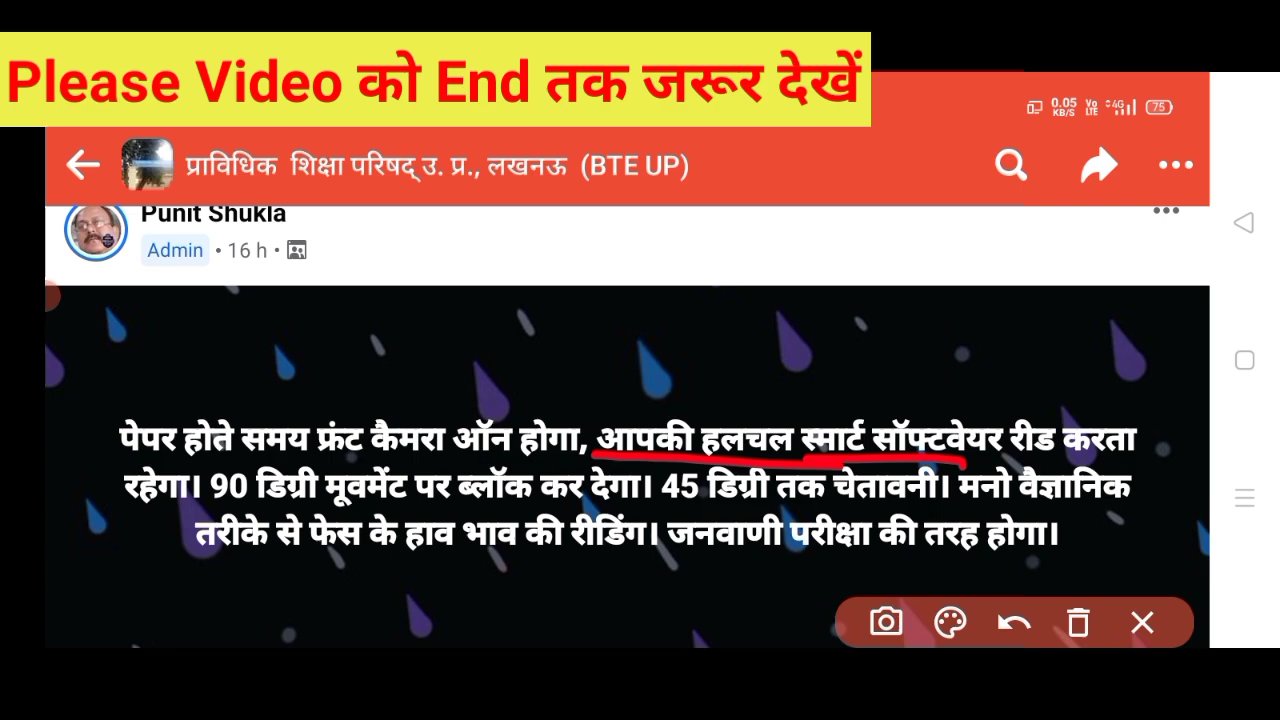 Please Video को End तक जरूर देखें
0.05 KB/S Vo LTE 4G 75
प्राविधिक शिक्षा परिषद् उ. प्र., लखनऊ (BTE UP)
Punit Shukla
Admin • 16 h •
पेपर होते समय फ्रंट कैमरा ऑन होगा, आपकी हलचल स्मार्ट सॉफ्टवेयर रीड करता
रहेगा। 90 डिग्री मूवमेंट पर ब्लॉक कर देगा। 45 डिग्री तक चेतावनी। मनो वैज्ञानिक
तरीके से फेस के हाव भाव की रीडिंग। जनवाणी परीक्षा की तरह होगा।